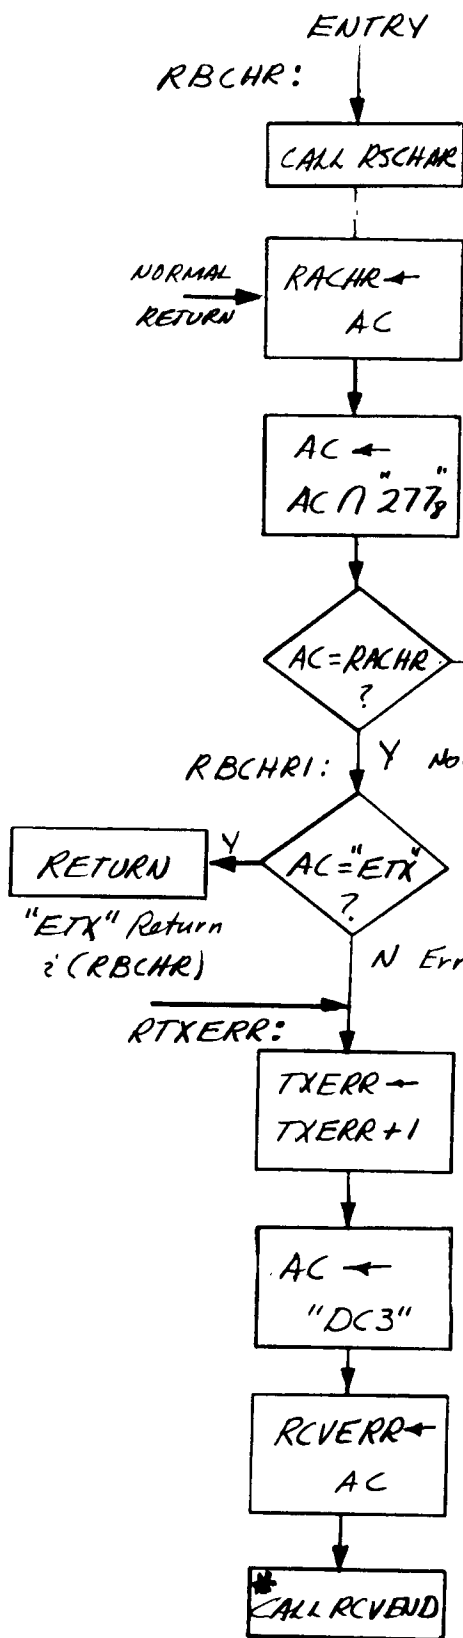 ENTRY
RBCHR:
CALL RSCHAR
NORMAL
RETURN
RACHR←
AC
AC ←
AC ∩ "277₈"
AC=RACHR
?
RBCHR1:
Y
AC="ETX"
?
Y
RETURN
"ETX" Return
i (RBCHR)
N
RTXERR:
TXERR←
TXERR+1
AC ←
"DC3"
RCVERR←
AC
#
CALL RCVEND